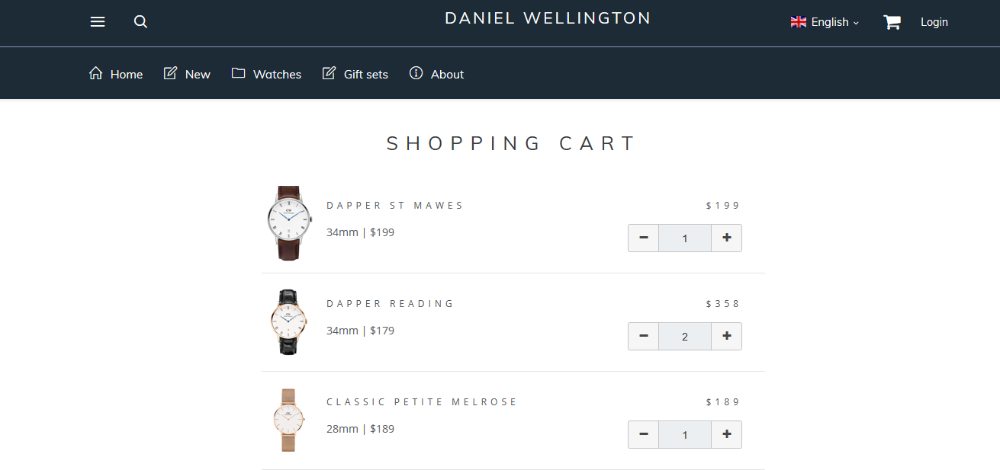 DANIEL WELLINGTON
English
Login
Home
New
Watches
Gift sets
About
SHOPPING CART
DAPPER ST MAWES
$199
34mm | $199
1
DAPPER READING
$358
34mm | $179
2
CLASSIC PETITE MELROSE
$189
28mm | $189
1